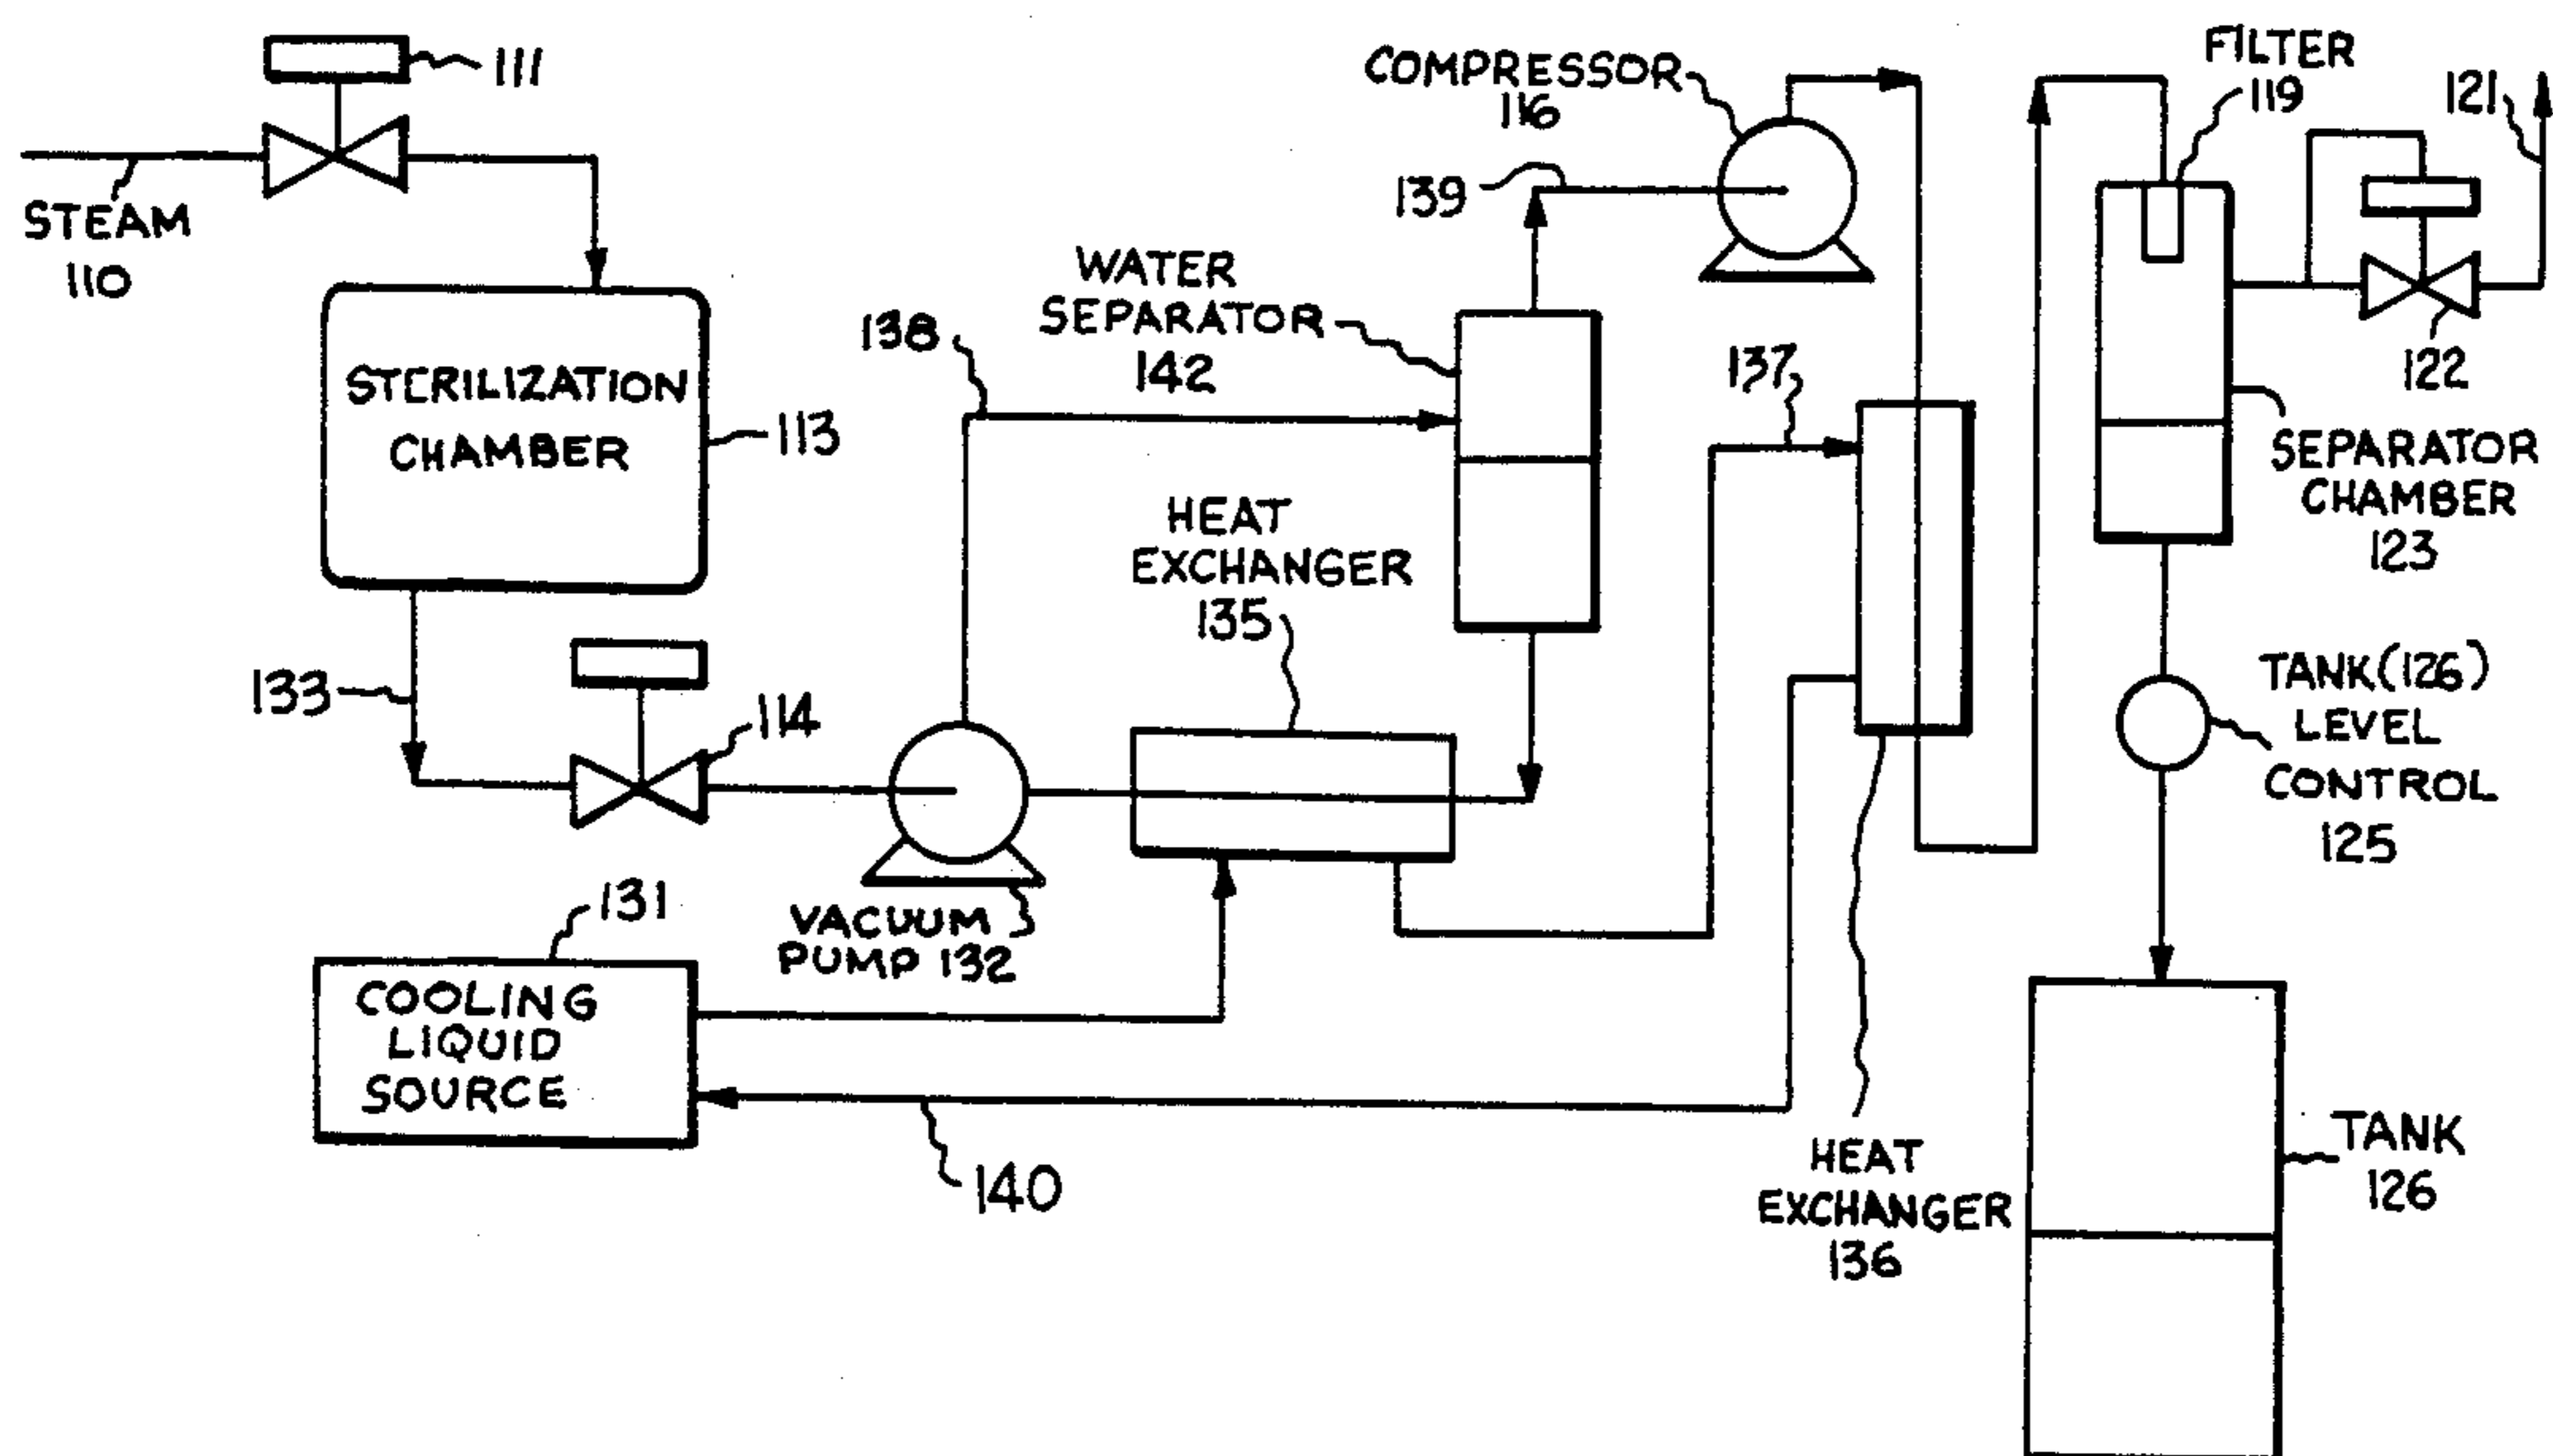 111
STEAM
110
STERILIZATION
CHAMBER
113
133
114
COOLING
LIQUID
SOURCE
131
VACUUM
PUMP 132
138
WATER
SEPARATOR
142
HEAT
EXCHANGER
135
140
COMPRESSOR
116
139
137
HEAT
EXCHANGER
136
FILTER
119
121
122
SEPARATOR
CHAMBER
123
TANK(126)
LEVEL
CONTROL
125
TANK
126